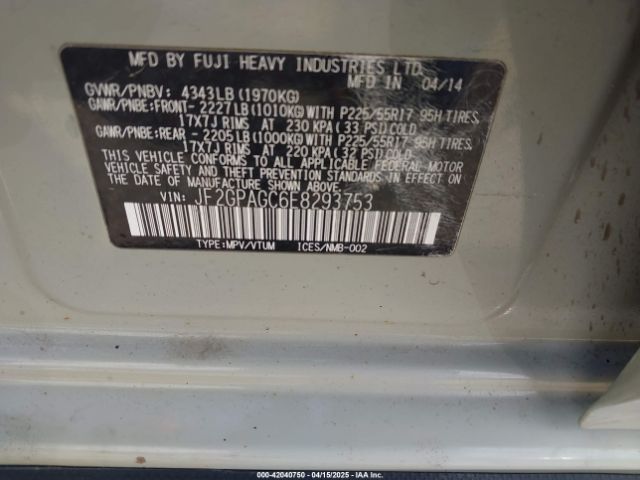 MFD BY FUJI HEAVY INDUSTRIES LTD.
MFD IN 04/14
GVWR/PNBV: 4343LB (1970KG)
GAWR/PNBE:FRONT- 2227LB(1010KG)WITH P225/55R17 95H TIRES,
17x7J RIMS AT 230 KPA (33 PSI)COLD
GAWR/PNBE:REAR - 2205LB(1000KG)WITH P225/55R17 95H TIRES,
17x7J RIMS AT 220 KPA (32 PSI)COLD
THIS VEHICLE CONFORMS TO ALL APPLICABLE FEDERAL MOTOR
VEHICLE SAFETY AND THEFT PREVENTION STANDARDS IN EFFECT ON
THE DATE OF MANUFACTURE SHOWN ABOVE.
VIN: JF2GPAGC6E8293753
TYPE:MPV/VTUM ICES/NMB-002
000-42040750 - 04/15/2025 - IAA Inc.